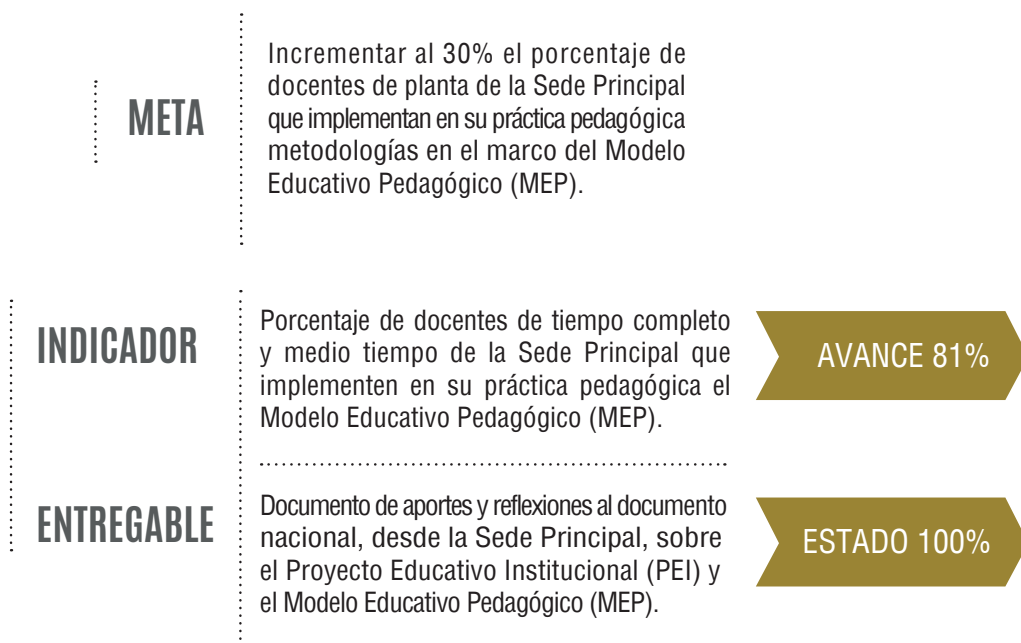 META
Incrementar al 30% el porcentaje de
docentes de planta de la Sede Principal
que implementan en su práctica pedagógica
metodologías en el marco del Modelo
Educativo Pedagógico (MEP).
INDICADOR
Porcentaje de docentes de tiempo completo
y medio tiempo de la Sede Principal que
implementen en su práctica pedagógica el
Modelo Educativo Pedagógico (MEP).
AVANCE 81%
ENTREGABLE
Documento de aportes y reflexiones al documento
nacional, desde la Sede Principal, sobre
el Proyecto Educativo Institucional (PEI) y
el Modelo Educativo Pedagógico (MEP).
ESTADO 100%